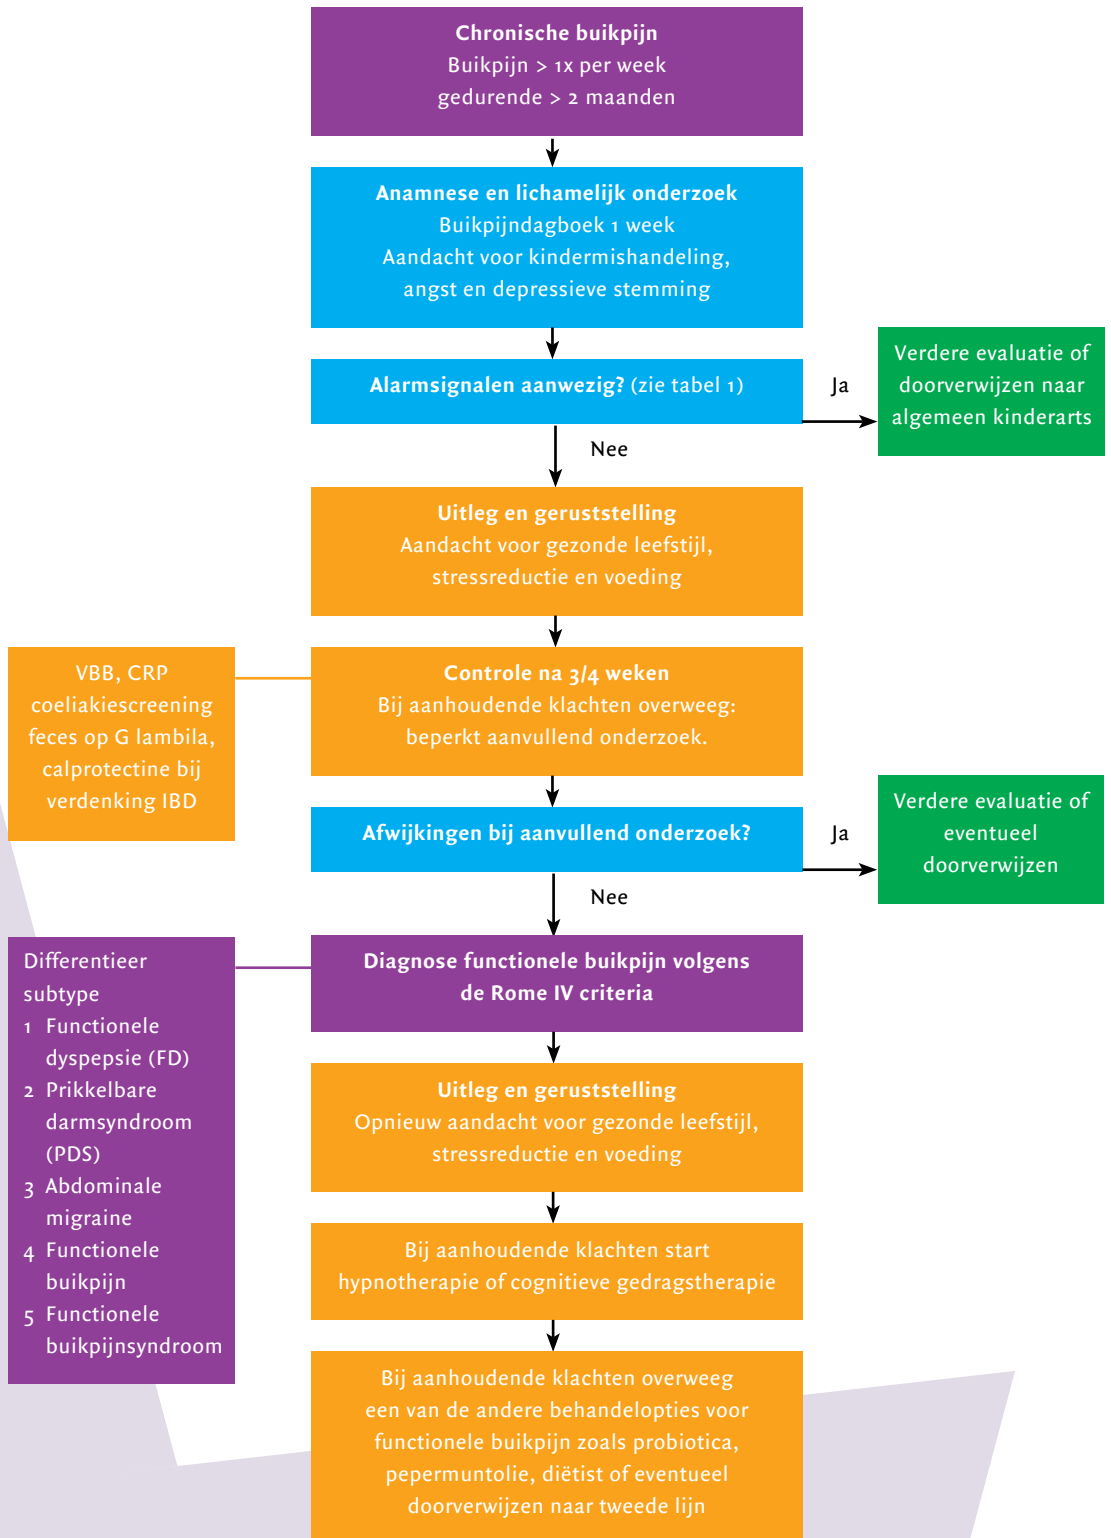 Chronische buikpijn
Buikpijn > 1x per week
gedurende > 2 maanden
Anamnese en lichamelijk onderzoek
Buikpijndagboek 1 week
Aandacht voor kindermishandeling,
angst en depressieve stemming
Alarmsignalen aanwezig? (zie tabel 1)
Ja
Verdere evaluatie of
doorverwijzen naar
algemeen kinderarts
Nee
Uitleg en geruststelling
Aandacht voor gezonde leefstijl,
stressreductie en voeding
Controle na 3/4 weken
Bij aanhoudende klachten overweeg:
beperkt aanvullend onderzoek.
VBB, CRP
coeliakiescreening
feces op G lambila,
calprotectine bij
verdenking IBD
Afwijkingen bij aanvullend onderzoek?
Ja
Verdere evaluatie of
eventueel
doorverwijzen
Nee
Diagnose functionele buikpijn volgens
de Rome IV criteria
Differentieer
subtype
1 Functionele
dyspepsie (FD)
2 Prikkelbare
darmsyndroom
(PDS)
3 Abdominale
migraine
4 Functionele
buikpijn
5 Functionele
buikpijnsyndroom
Uitleg en geruststelling
Opnieuw aandacht voor gezonde leefstijl,
stressreductie en voeding
Bij aanhoudende klachten start
hypnotherapie of cognitieve gedragstherapie
Bij aanhoudende klachten overweeg
een van de andere behandelopties voor
functionele buikpijn zoals probiotica,
pepermuntolie, diëtist of eventueel
doorverwijzen naar tweede lijn